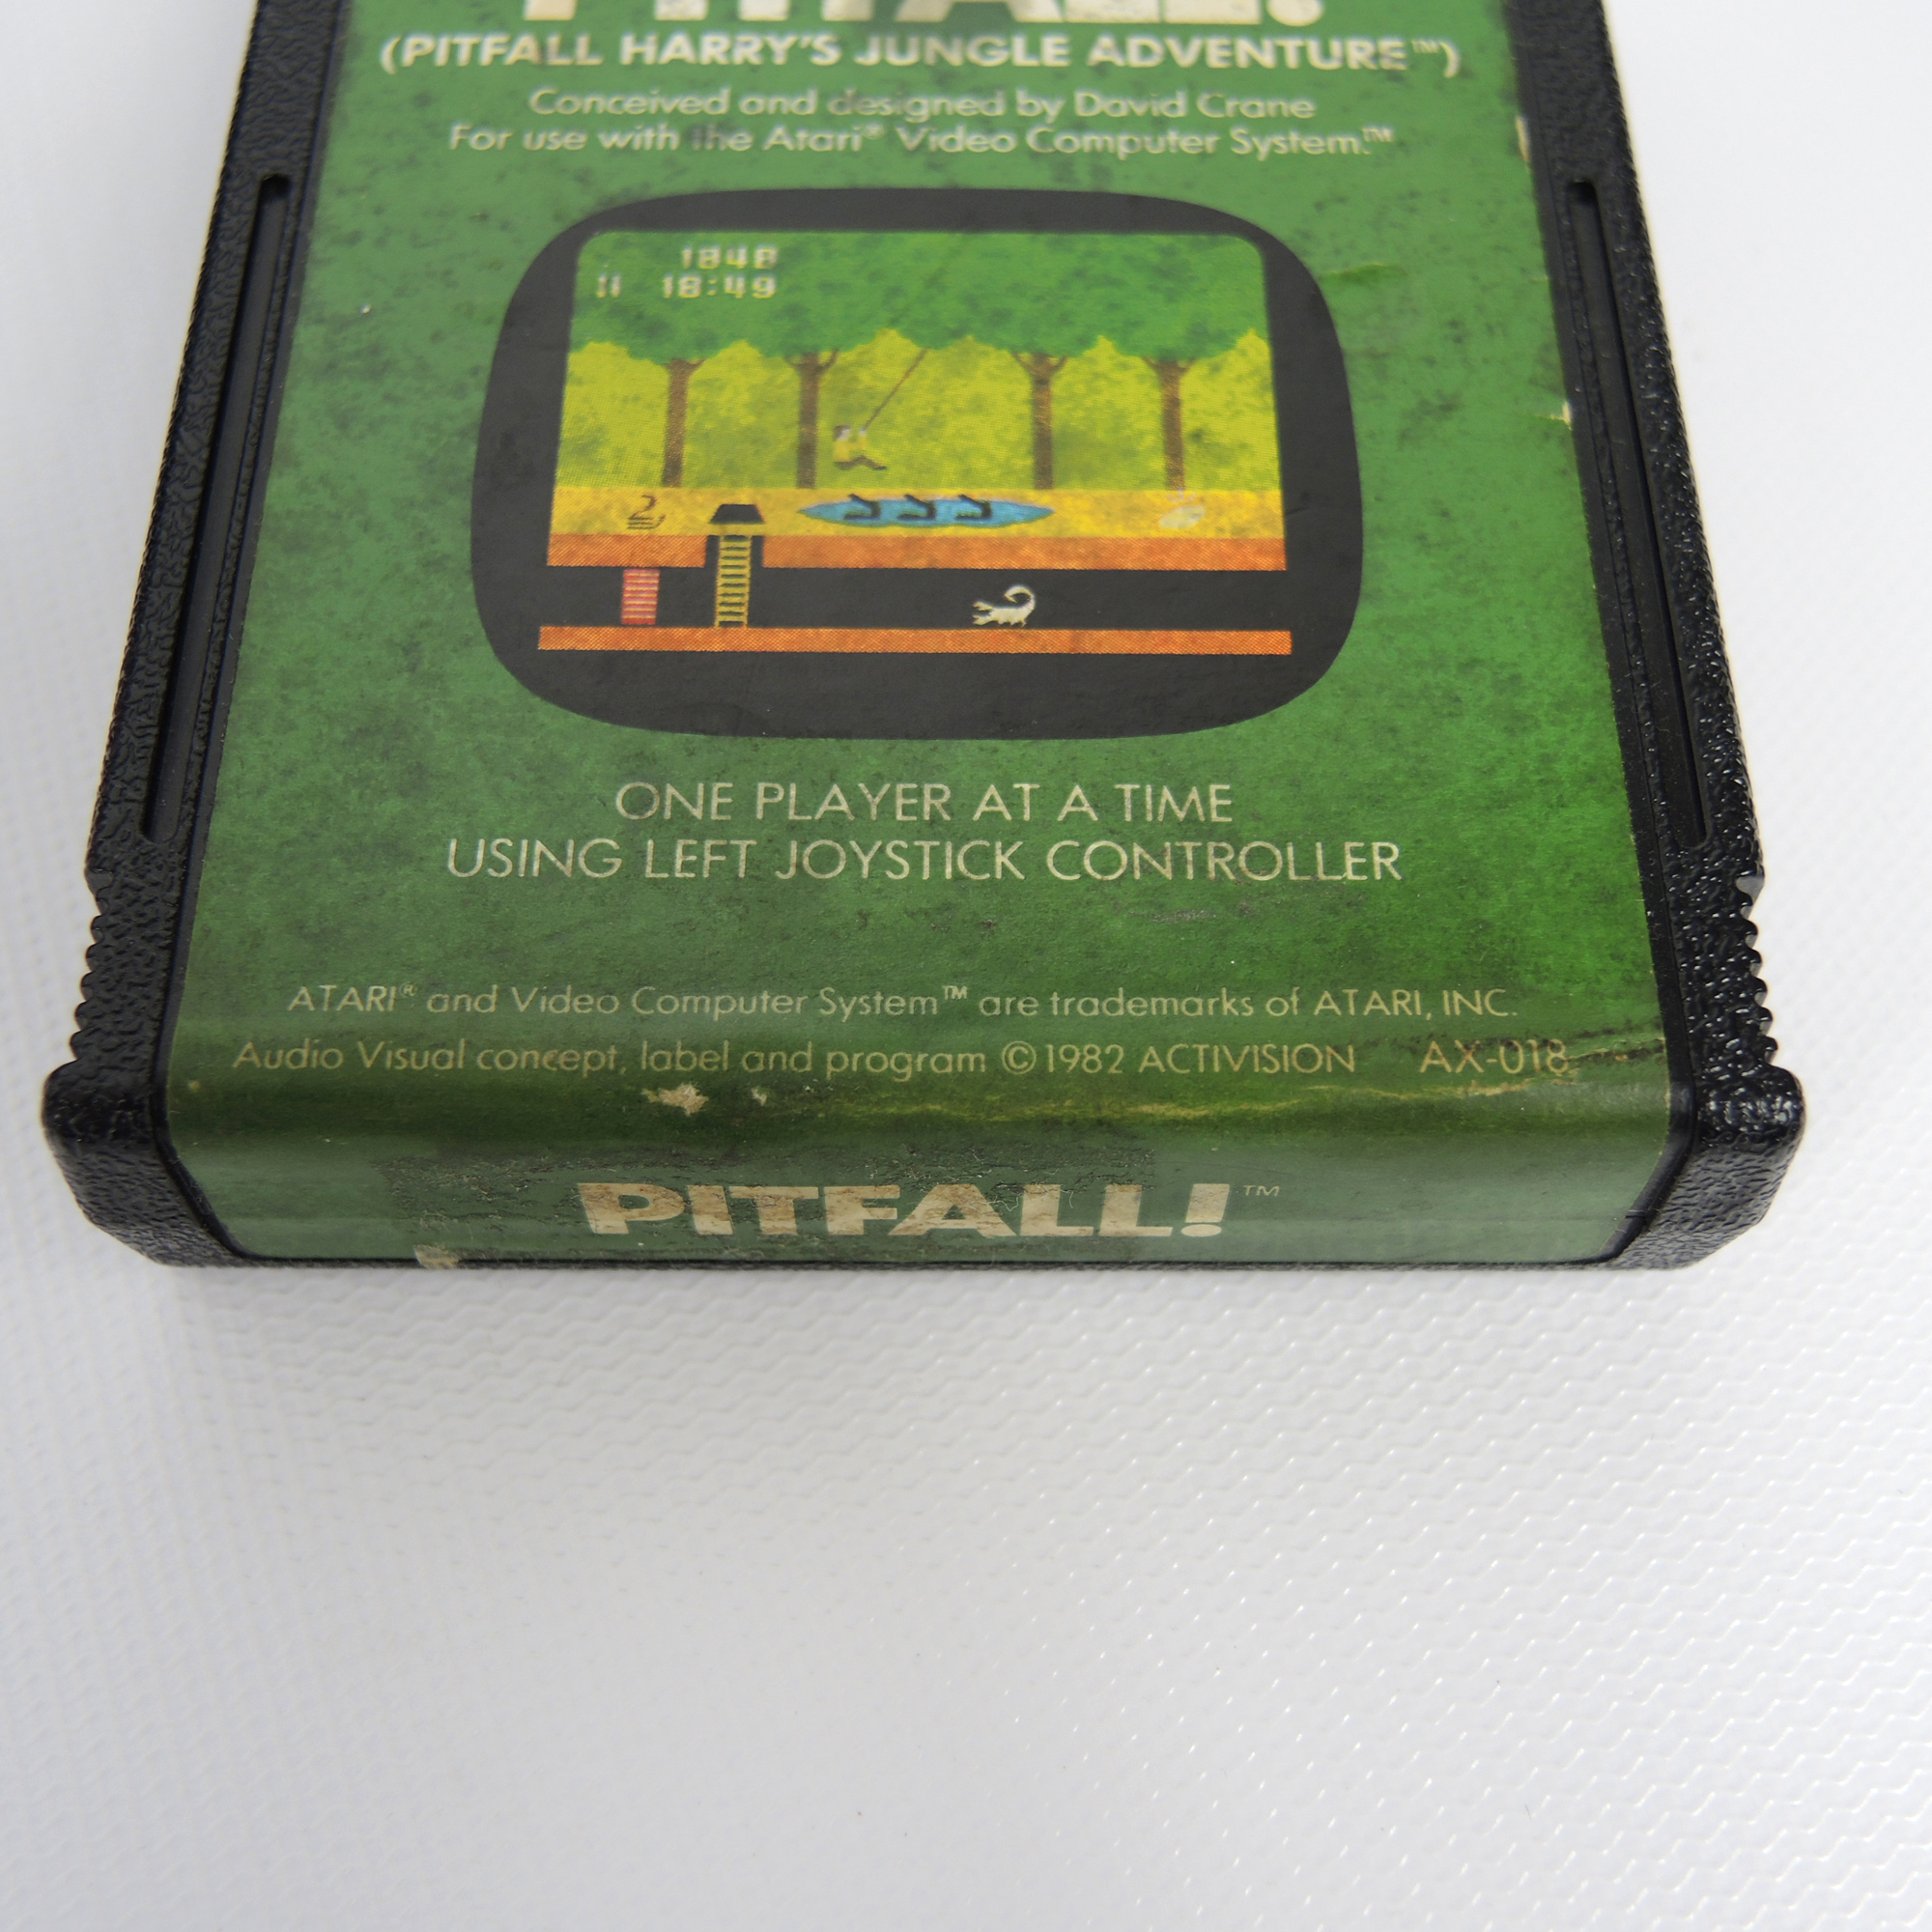 PITFALL!
(PITFALL HARRY'S JUNGLE ADVENTURE™)
Conceived and designed by David Crane
For use with the Atari® Video Computer System.™
1848
II 18:49
ONE PLAYER AT A TIME
USING LEFT JOYSTICK CONTROLLER
ATARI® and Video Computer System™ are trademarks of ATARI, INC.
Audio Visual concept, label and program ©1982 ACTIVISION AX-018
PITFALL!™